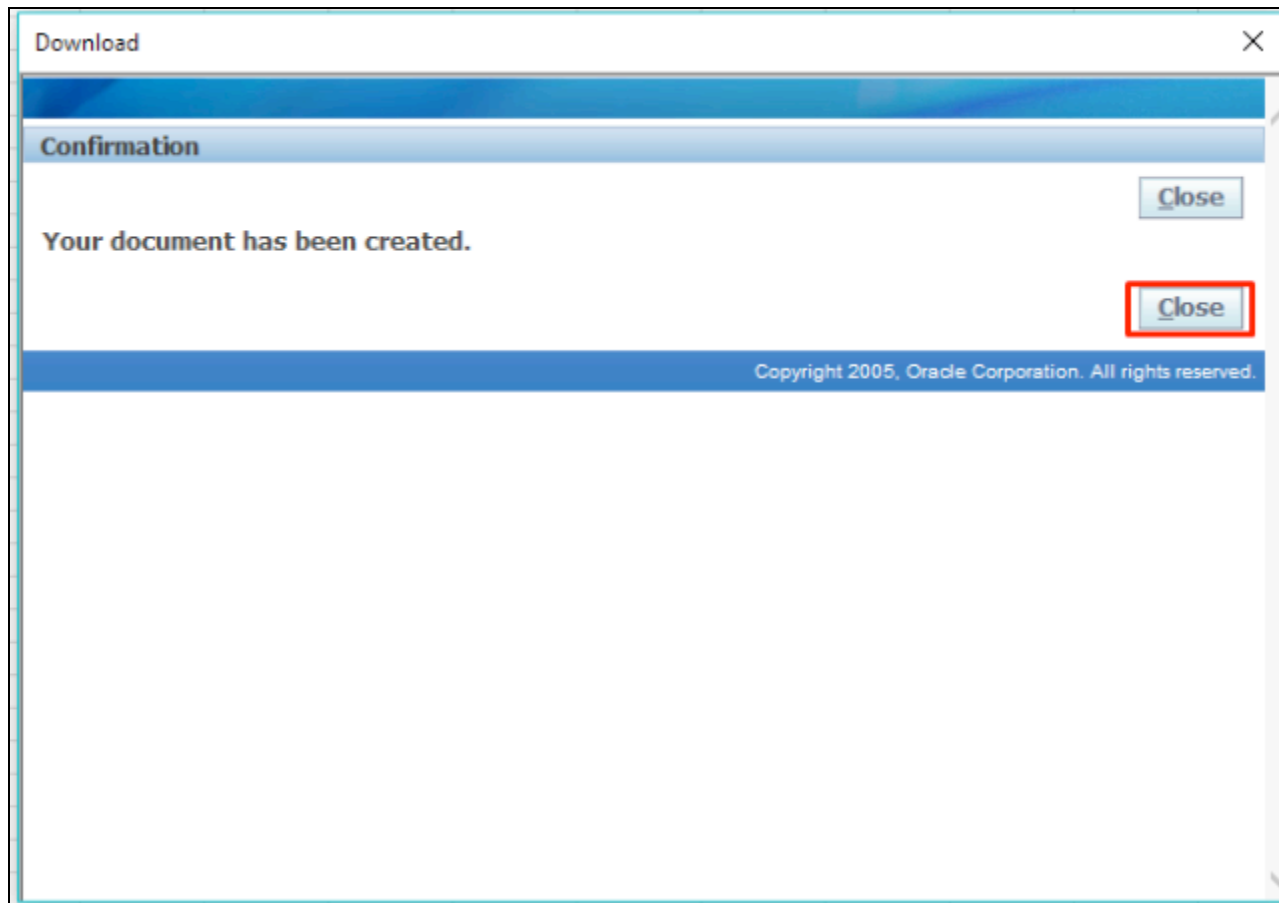 Download
Confirmation
Close
Your document has been created.
Close
Copyright 2005, Oracle Corporation. All rights reserved.